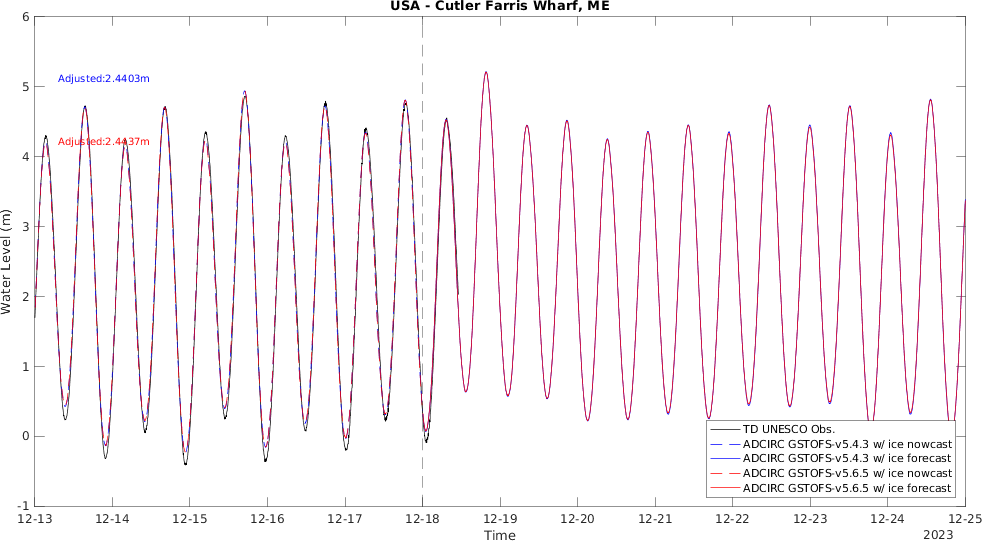 USA - Cutler Farris Wharf, ME
6
5
4
3
2
1
0
-1
Water Level (m)
Adjusted:2.4403m
Adjusted:2.4437m
TD UNESCO Obs.
ADCIRC GSTOFS-v5.4.3 w/ ice nowcast
ADCIRC GSTOFS-v5.4.3 w/ ice forecast
ADCIRC GSTOFS-v5.6.5 w/ ice nowcast
ADCIRC GSTOFS-v5.6.5 w/ ice forecast
12-13 12-14 12-15 12-16 12-17 12-18 12-19 12-20 12-21 12-22 12-23 12-24 12-25
Time
2023